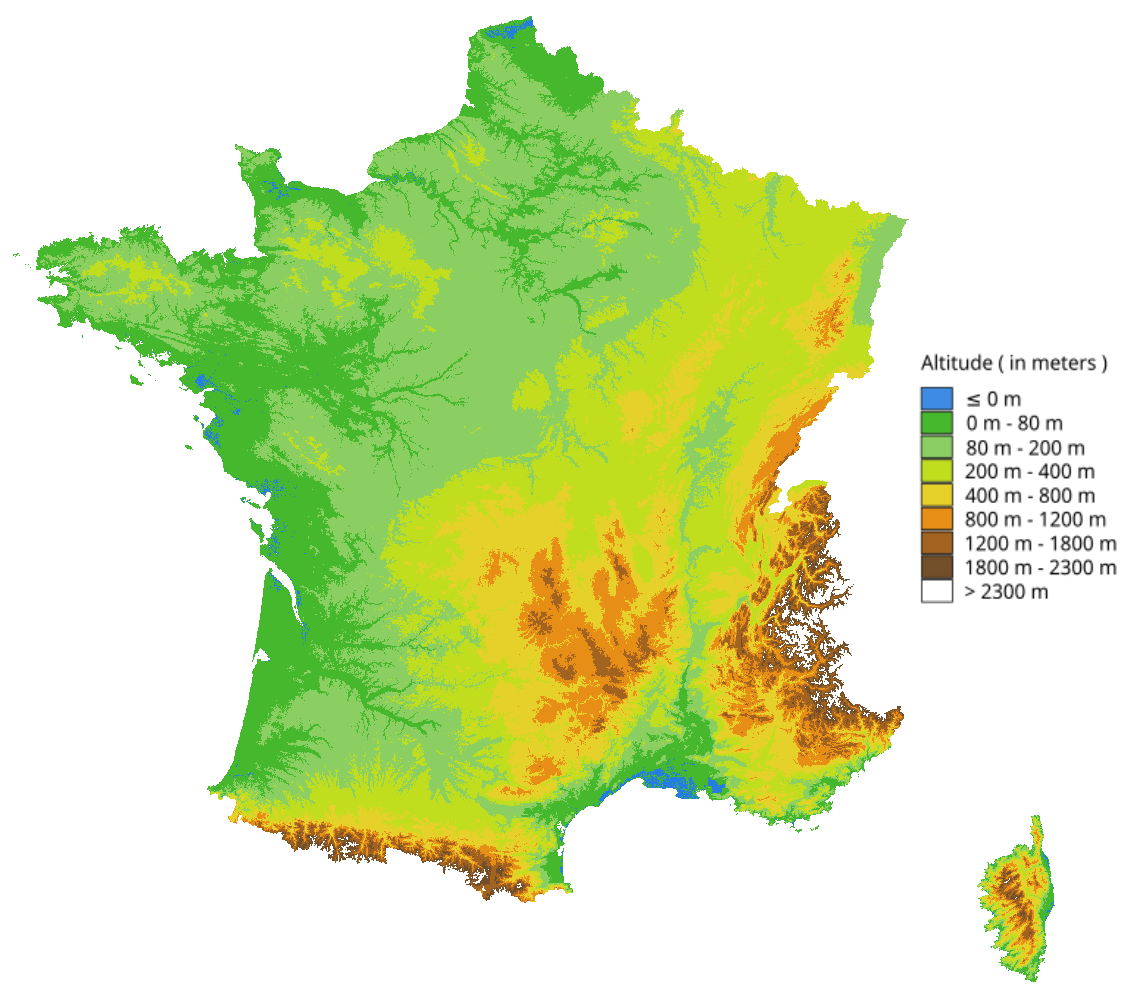 Altitude ( in meters )
≤ 0 m
0 m - 80 m
80 m - 200 m
200 m - 400 m
400 m - 800 m
800 m - 1200 m
1200 m - 1800 m
1800 m - 2300 m
> 2300 m